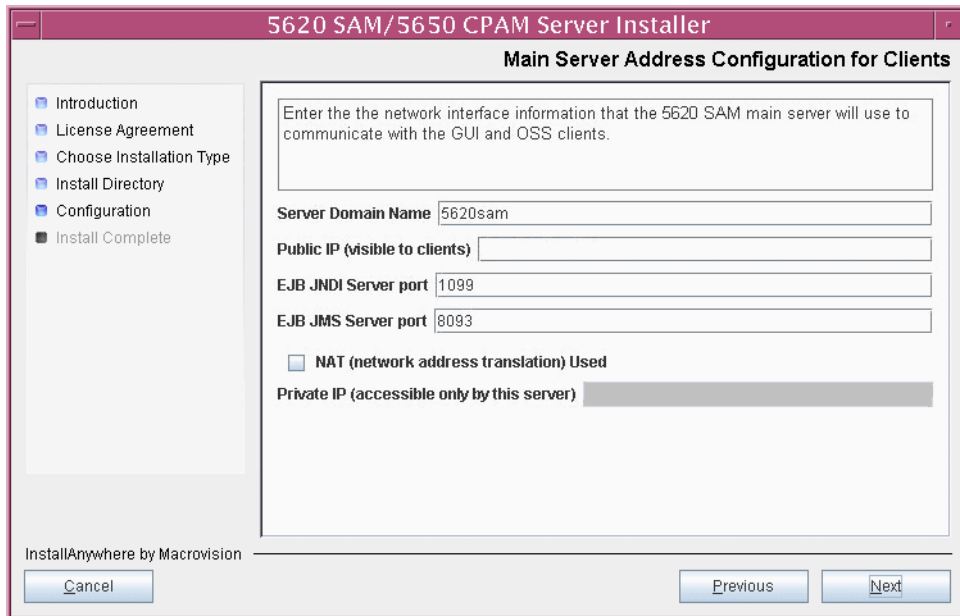 5620 SAM/5650 CPAM Server Installer
Main Server Address Configuration for Clients
Introduction
License Agreement
Choose Installation Type
Install Directory
Configuration
Install Complete
Enter the the network interface information that the 5620 SAM main server will use to
communicate with the GUI and OSS clients.
Server Domain Name 5620sam
Public IP (visible to clients)
EJB JNDI Server port 1099
EJB JMS Server port 8093
NAT (network address translation) Used
Private IP (accessible only by this server)
InstallAnywhere by Macrovision
Cancel Previous Next